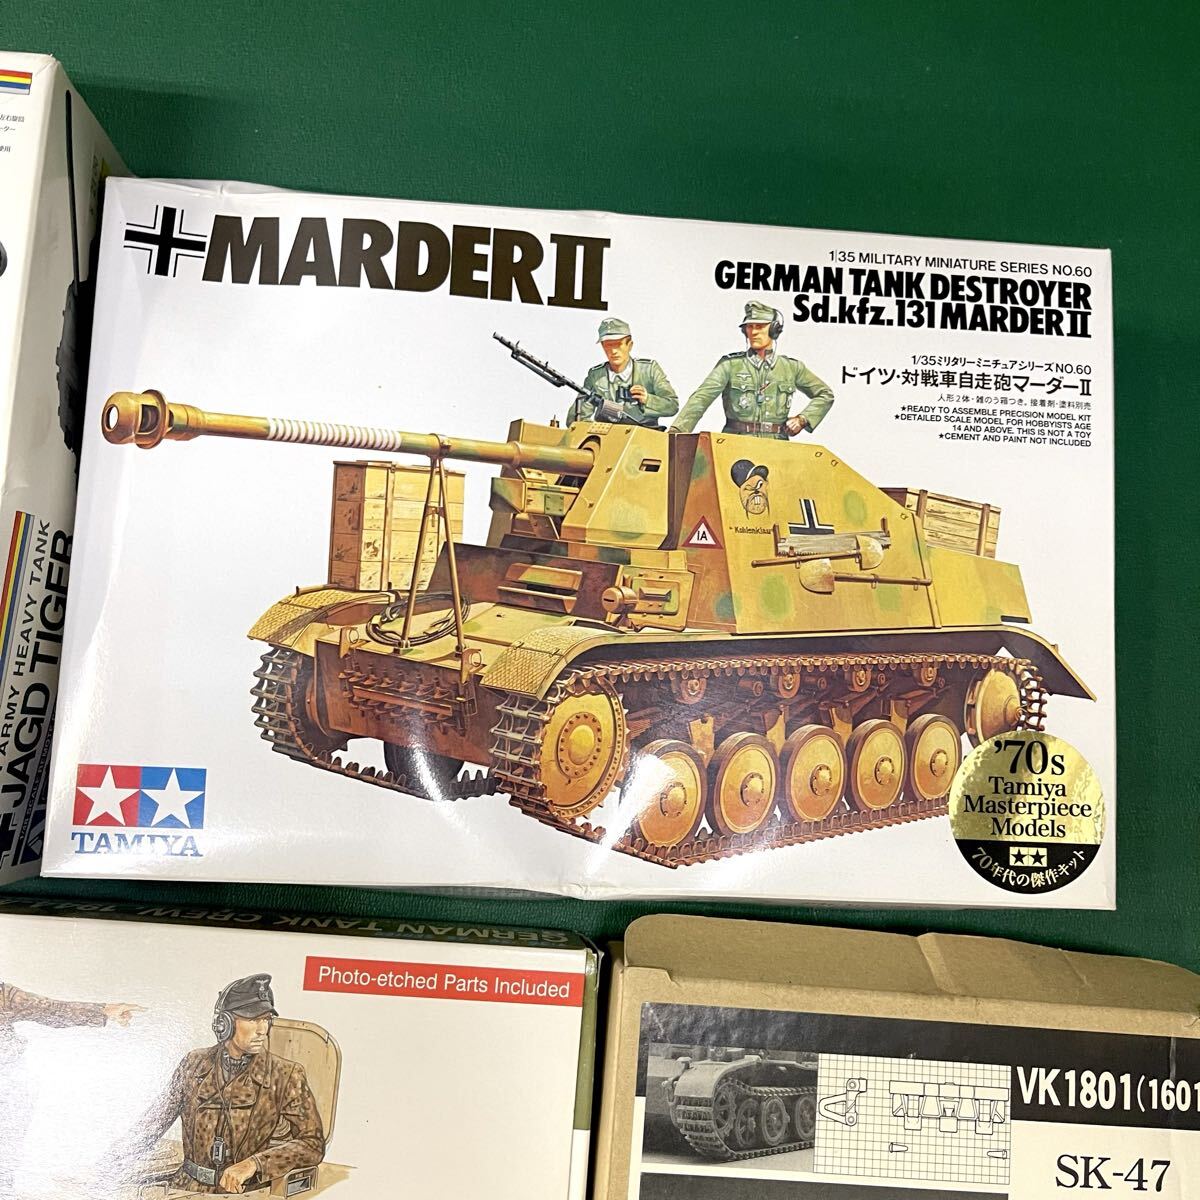 MARDER II
1/35 MILITARY MINIATURE SERIES NO.60
GERMAN TANK DESTROYER
Sd.kfz.131 MARDER II
1/35ミリタリーミニチュアシリーズNO.60
ドイツ・対戦車自走砲マーダーII
人形2体・雑のう箱つき。接着剤・塗料別売
★READY TO ASSEMBLE PRECISION MODEL KIT
★DETAILED SCALE MODEL FOR HOBBYISTS AGE
14 AND ABOVE. THIS IS NOT A TOY
★CEMENT AND PAINT NOT INCLUDED
IA
"Kohlenklau"
TAMIYA
'70s
Tamiya
Masterpiece
Models
70年代の傑作キット
ARMY HEAVY TANK
JAGD TIGER
GERMAN TANK CREW
Photo-etched Parts Included
VK1801(1601
SK-47